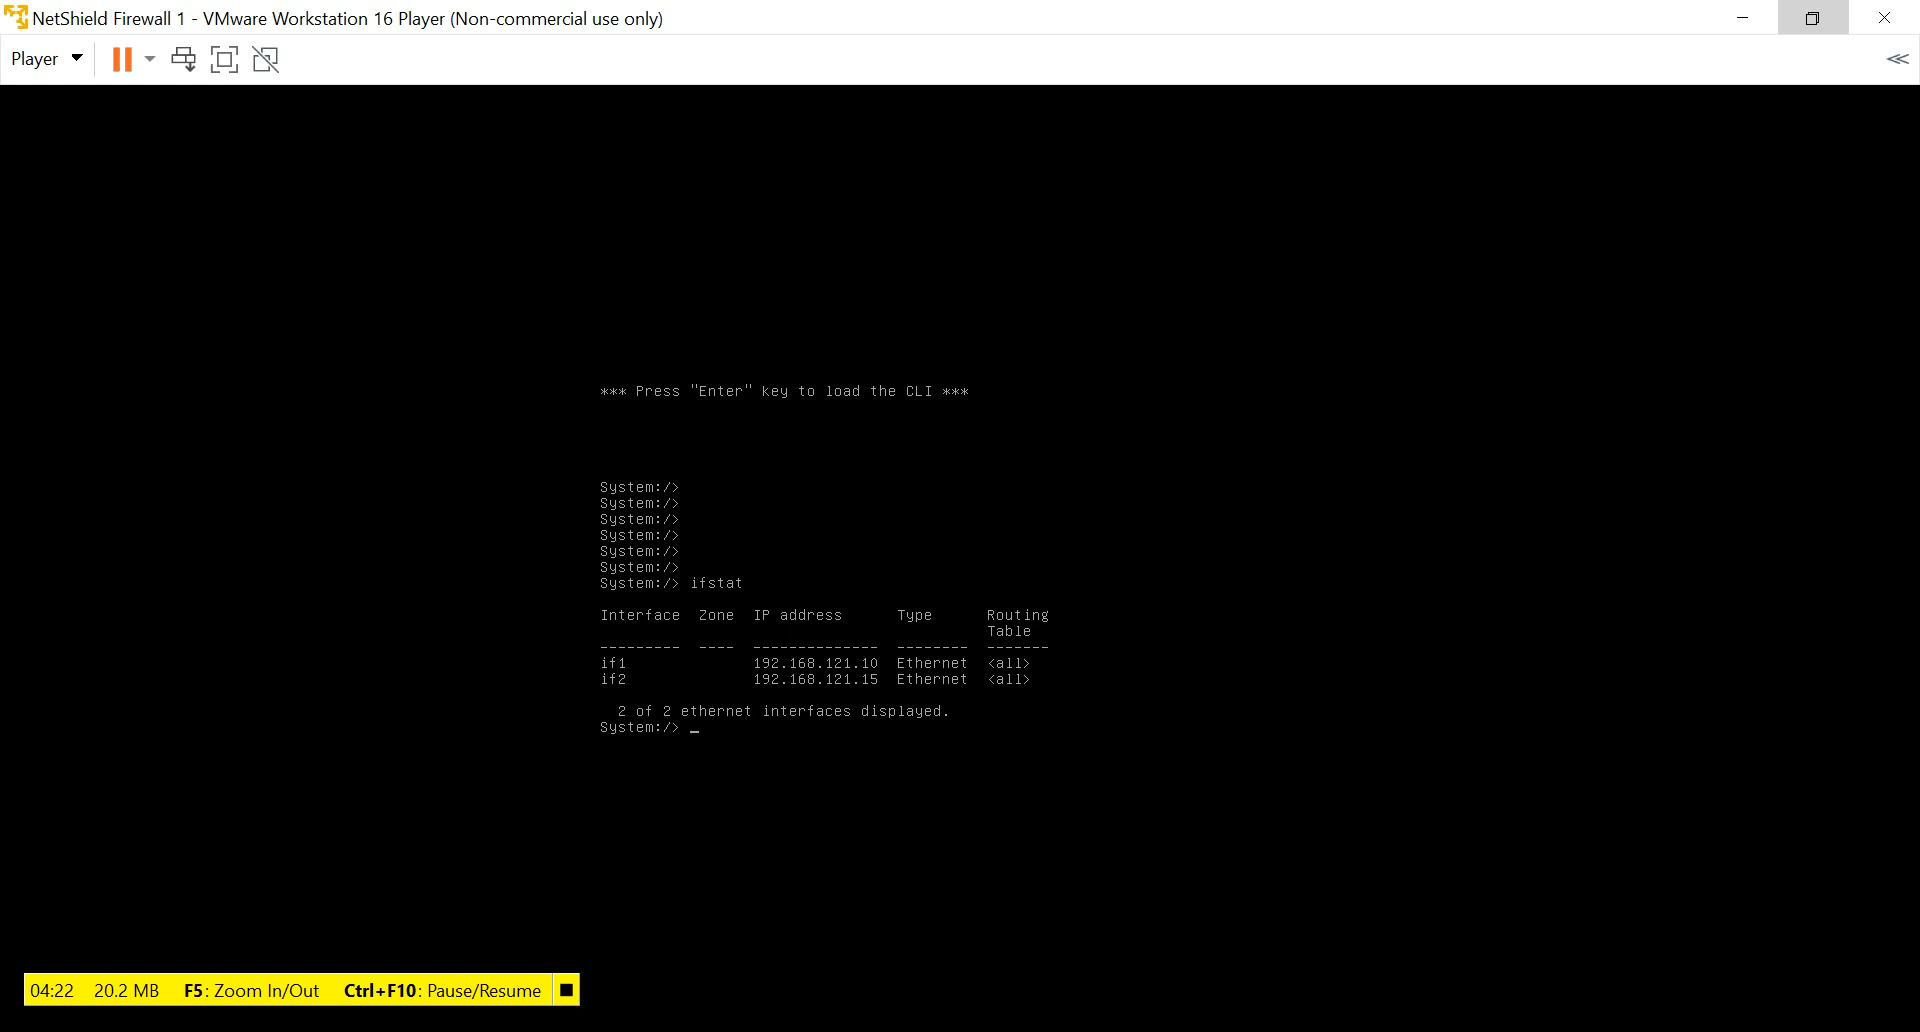 NetShield Firewall 1 - VMware Workstation 16 Player (Non-commercial use only)
Player
*** Press "Enter" key to load the CLI ***
System:/>
System:/>
System:/>
System:/>
System:/>
System:/>
System:/> ifstat
Interface Zone IP address Type Routing
Table
--------- ---- -------------- -------- -------
if1 192.168.121.10 Ethernet <all>
if2 192.168.121.15 Ethernet <all>
2 of 2 ethernet interfaces displayed.
System:/> _
04:22 20.2 MB F5: Zoom In/Out Ctrl+F10: Pause/Resume